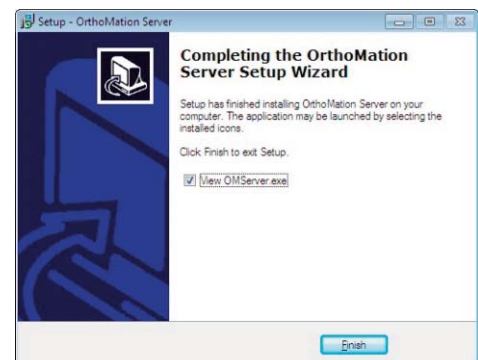 Setup - OrthoMation Server
Completing the OrthoMation
Server Setup Wizard
Setup has finished installing OrthoMation Server on your
computer. The application may be launched by selecting the
installed icons.
Click Finish to exit Setup.
View OMServer.exe
Finish